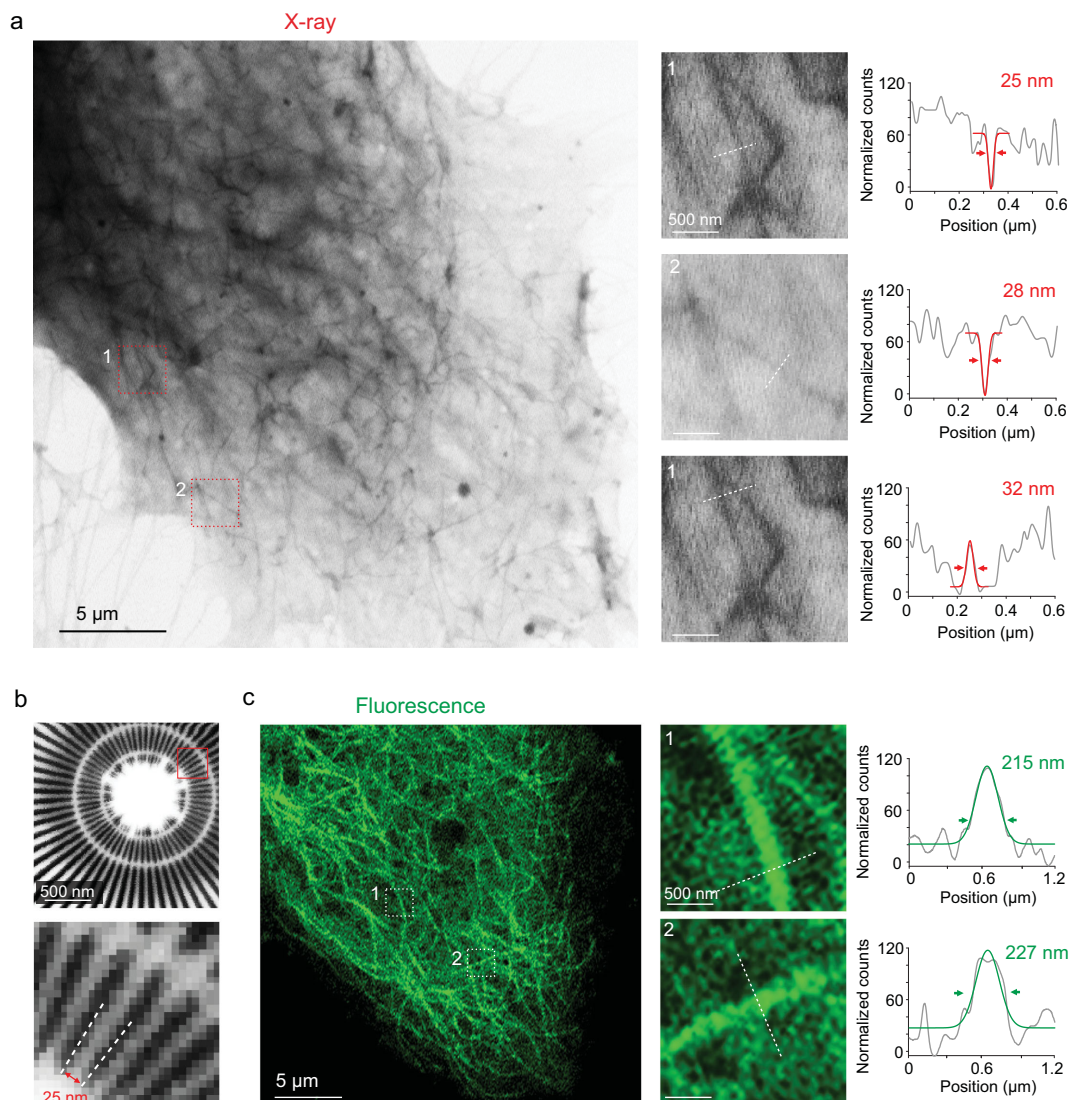 a
X-ray
1
2
5 µm
1
500 nm
120
60
0
Normalized counts
25 nm
0 0.2 0.4 0.6
Position (µm)
2
120
60
0
Normalized counts
28 nm
0 0.2 0.4 0.6
Position (µm)
1
120
60
0
Normalized counts
32 nm
0 0.2 0.4 0.6
Position (µm)
b
500 nm
25 nm
c
Fluorescence
1
2
5 µm
1
500 nm
120
60
0
Normalized counts
215 nm
0 0.6 1.2
Position (µm)
2
120
60
0
Normalized counts
227 nm
0 0.6 1.2
Position (µm)